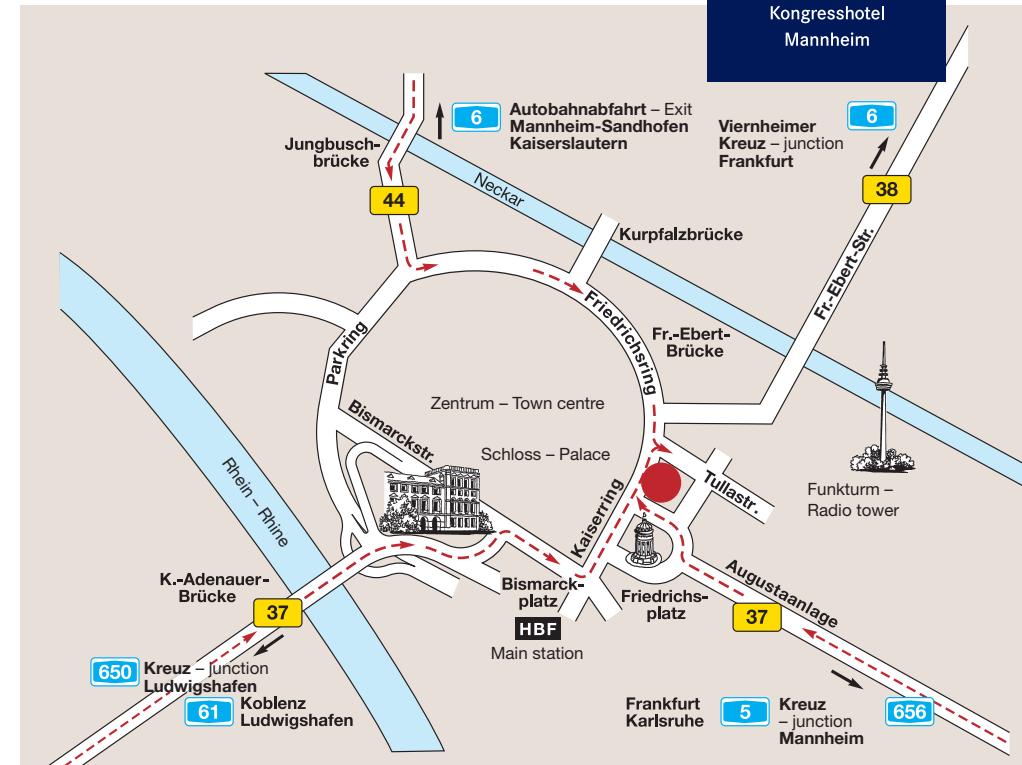 Kongresshotel
Mannheim
6
Autobahnabfahrt – Exit
Mannheim-Sandhofen
Kaiserslautern
6
Viernheimer
Kreuz – junction
Frankfurt
Jungbusch-
brücke
44
38
Neckar
Kurpfalzbrücke
Fr.-Ebert-Str.
Friedrichsring
Fr.-Ebert-
Brücke
Parkring
Zentrum – Town centre
Bismarckstr.
Schloss – Palace
Tullastr.
Funkturm –
Radio tower
Rhein – Rhine
Kaiserring
K.-Adenauer-
Brücke
37
Bismarck-
platz
HBF
Main station
Friedrichs-
platz
Augustaanlage
37
650
Kreuz – junction
Ludwigshafen
61
Koblenz
Ludwigshafen
Frankfurt
Karlsruhe
5
Kreuz
– junction
Mannheim
656